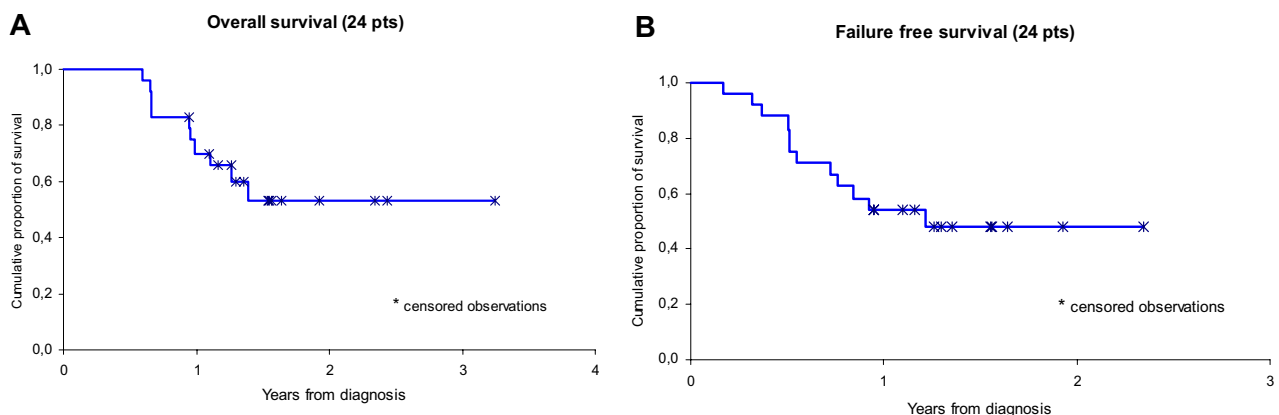 A
Overall survival (24 pts)
Cumulative proportion of survival
1,0
0,8
0,6
0,4
0,2
0,0
* censored observations
0 1 2 3 4
Years from diagnosis
B
Failure free survival (24 pts)
Cumulative proportion of survival
1,0
0,8
0,6
0,4
0,2
0,0
* censored observations
0 1 2 3
Years from diagnosis